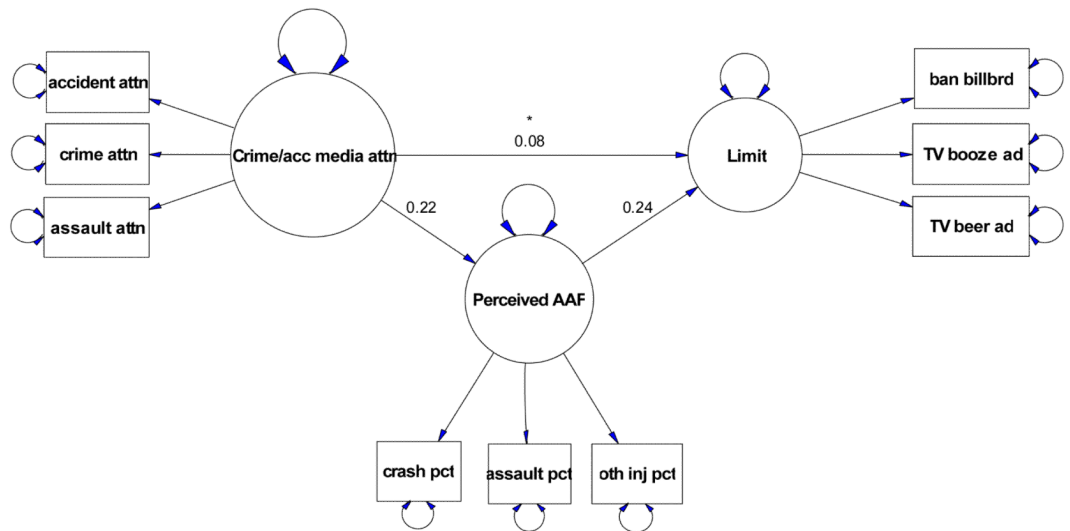 accident attn
crime attn
assault attn
Crime/acc media attn
*
0.08
0.22
0.24
Perceived AAF
Limit
ban billbrd
TV booze ad
TV beer ad
crash pct
assault pct
oth inj pct